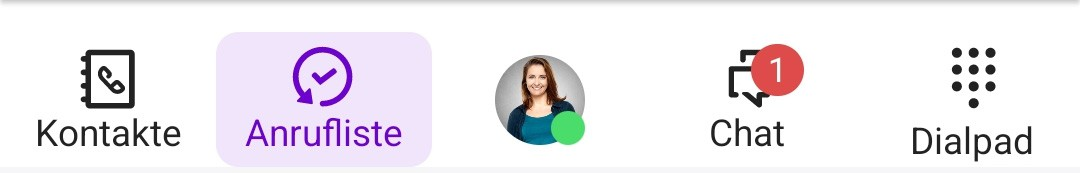 Kontakte
Anrufliste
1
Chat
Dialpad